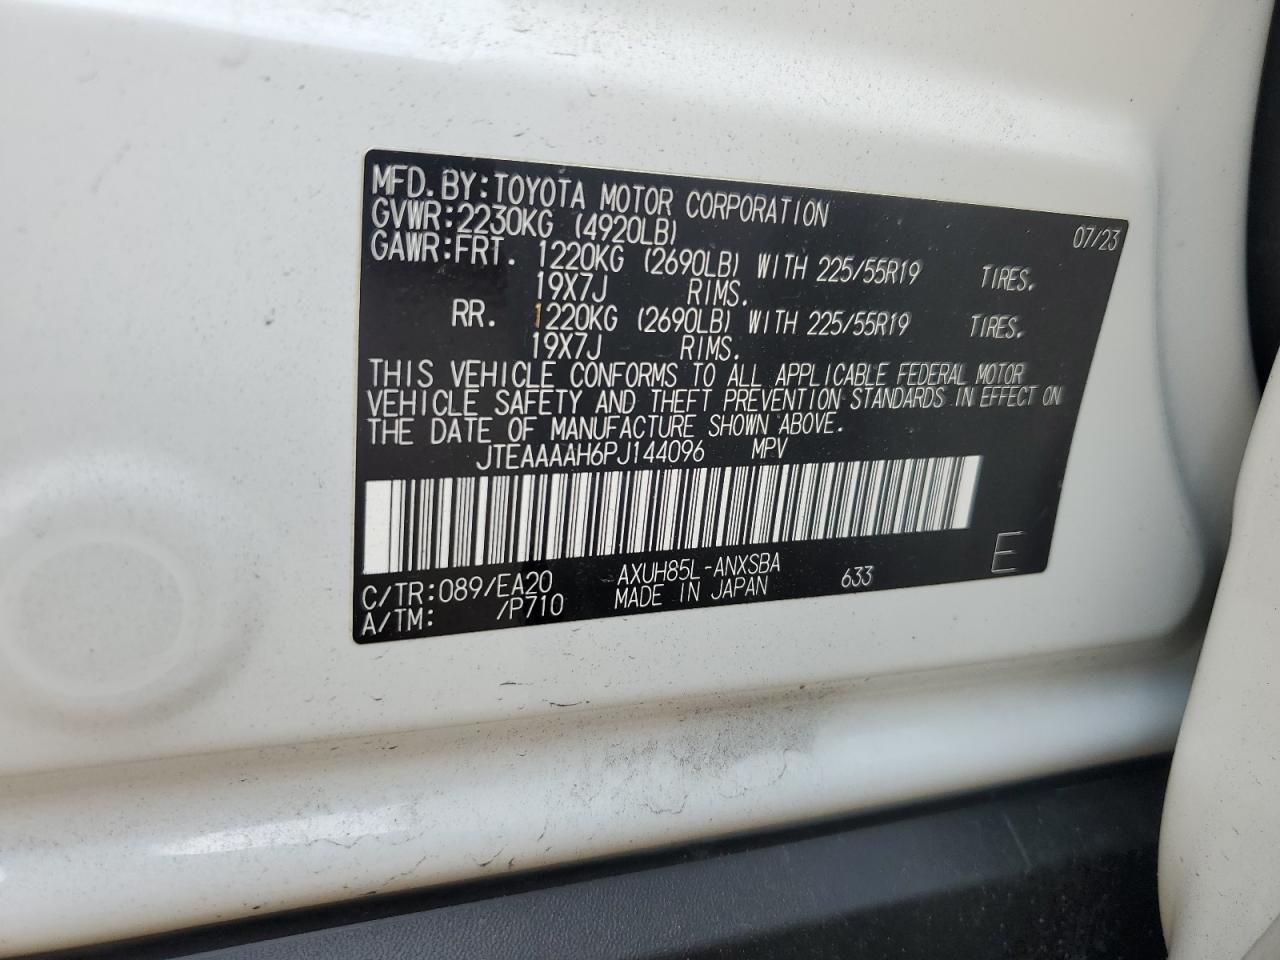 MFD. BY: TOYOTA MOTOR CORPORATION 07/23
GVWR: 2230KG (4920LB)
GAWR: FRT. 1220KG (2690LB) WITH 225/55R19 TIRES.
19X7J RIMS.
RR. 1220KG (2690LB) WITH 225/55R19 TIRES.
19X7J RIMS.
THIS VEHICLE CONFORMS TO ALL APPLICABLE FEDERAL MOTOR
VEHICLE SAFETY AND THEFT PREVENTION STANDARDS IN EFFECT ON
THE DATE OF MANUFACTURE SHOWN ABOVE.
JTEAAAAH6PJ144096 MPV
C/TR: 089/EA20 AXUH85L-ANXSBA 633 E
A/TM: /P710 MADE IN JAPAN